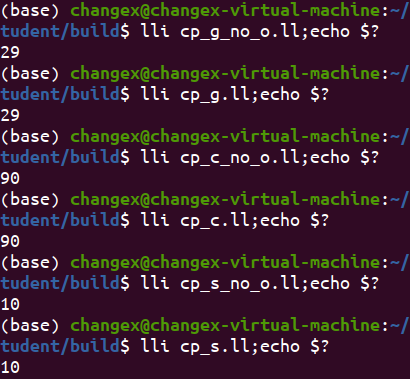 (base) changex@changex-virtual-machine:~/
tudent/build$ lli cp_g_no_o.ll;echo $?
29
(base) changex@changex-virtual-machine:~/
tudent/build$ lli cp_g.ll;echo $?
29
(base) changex@changex-virtual-machine:~/
tudent/build$ lli cp_c_no_o.ll;echo $?
90
(base) changex@changex-virtual-machine:~/
tudent/build$ lli cp_c.ll;echo $?
90
(base) changex@changex-virtual-machine:~/
tudent/build$ lli cp_s_no_o.ll;echo $?
10
(base) changex@changex-virtual-machine:~/
tudent/build$ lli cp_s.ll;echo $?
10